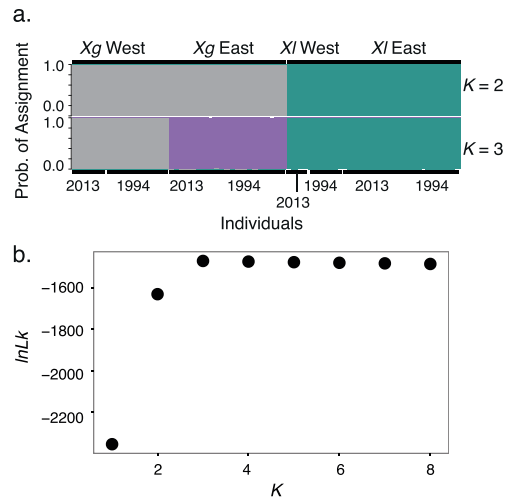 a.
Xg West Xg East Xl West Xl East
Prob. of Assignment
1.0
0.0
K = 2
1.0
0.0
K = 3
2013 1994 2013 1994 2013 1994 2013 1994
Individuals
b.
lnLk
−1600
−1800
−2000
−2200
2 4 6 8
K